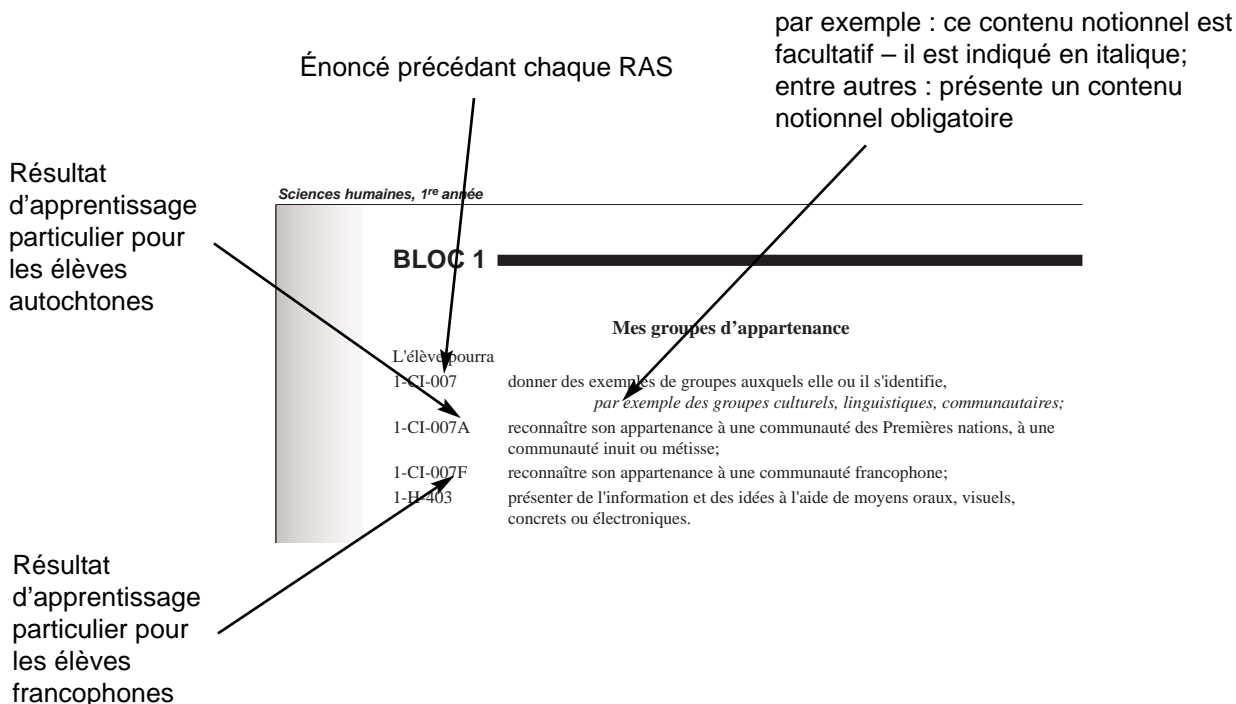 par exemple : ce contenu notionnel est
facultatif – il est indiqué en italique;
entre autres : présente un contenu
notionnel obligatoire
Énoncé précédant chaque RAS
Résultat
d'apprentissage
particulier pour
les élèves
autochtones
Sciences humaines, 1re année
BLOC 1
Mes groupes d'appartenance
L'élève pourra
1-CI-007 donner des exemples de groupes auxquels elle ou il s'identifie,
par exemple des groupes culturels, linguistiques, communautaires;
1-CI-007A reconnaître son appartenance à une communauté des Premières nations, à une
communauté inuit ou métisse;
1-CI-007F reconnaître son appartenance à une communauté francophone;
1-H-403 présenter de l'information et des idées à l'aide de moyens oraux, visuels,
concrets ou électroniques.
Résultat
d'apprentissage
particulier pour
les élèves
francophones